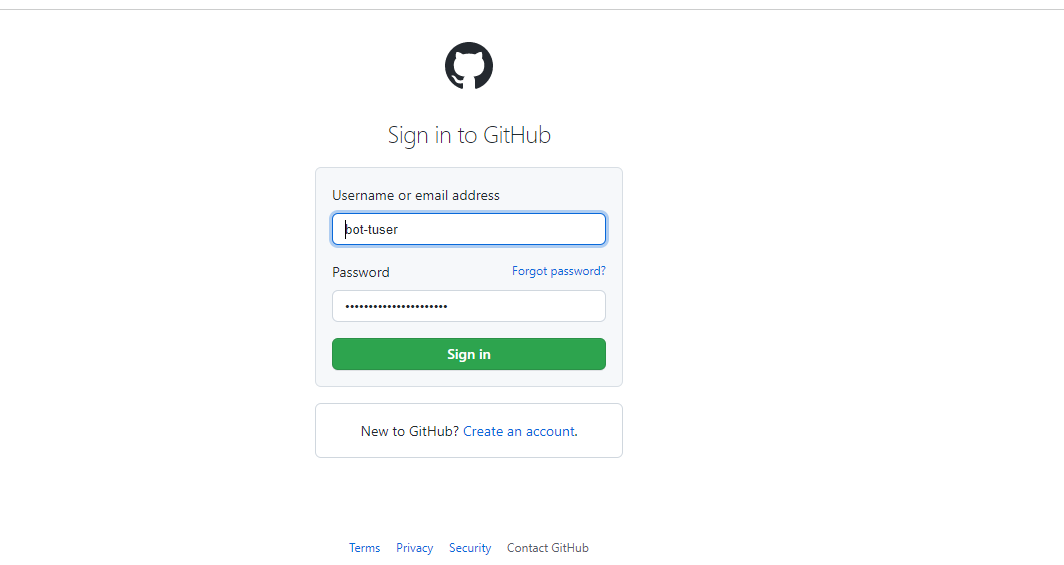 Sign in to GitHub
Username or email address
bot-tuser
Password Forgot password?
••••••••••••••••••••••
Sign in
New to GitHub? Create an account.
Terms Privacy Security Contact GitHub